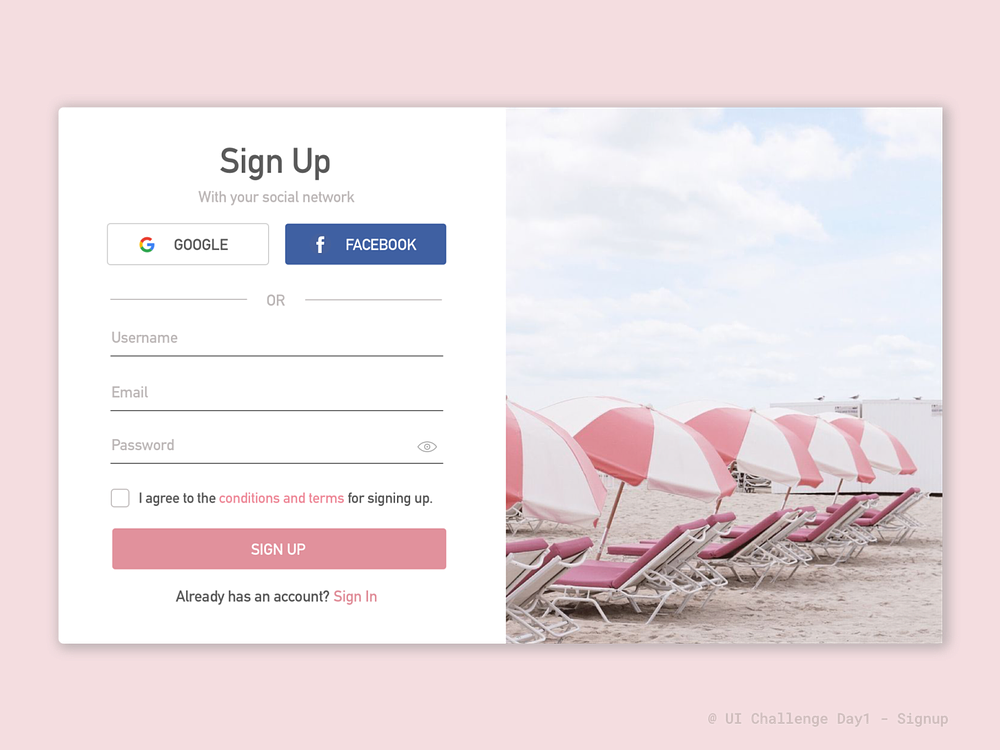 Sign Up
With your social network
GOOGLE
FACEBOOK
OR
Username
Email
Password
I agree to the conditions and terms for signing up.
SIGN UP
Already has an account? Sign In
@ UI Challenge Day1 - Signup